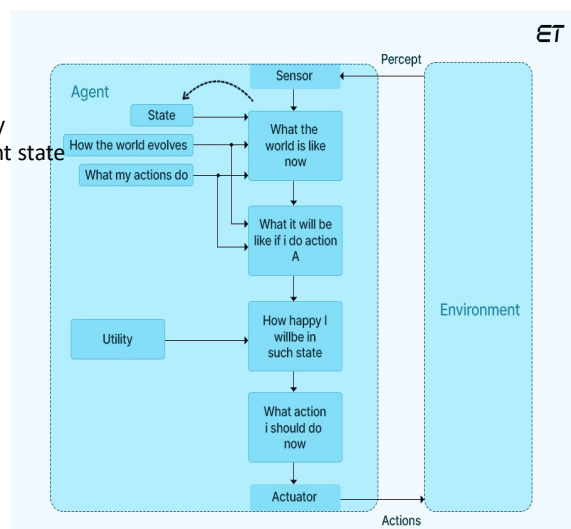 ET
Percept
Sensor
Agent
State
What the
world is like
now
y
How the world evolves
nt state
What my actions do
What it will be
like if i do action
A
Environment
How happy I
willbe in
such state
Utility
What action
i should do
now
Actuator
Actions